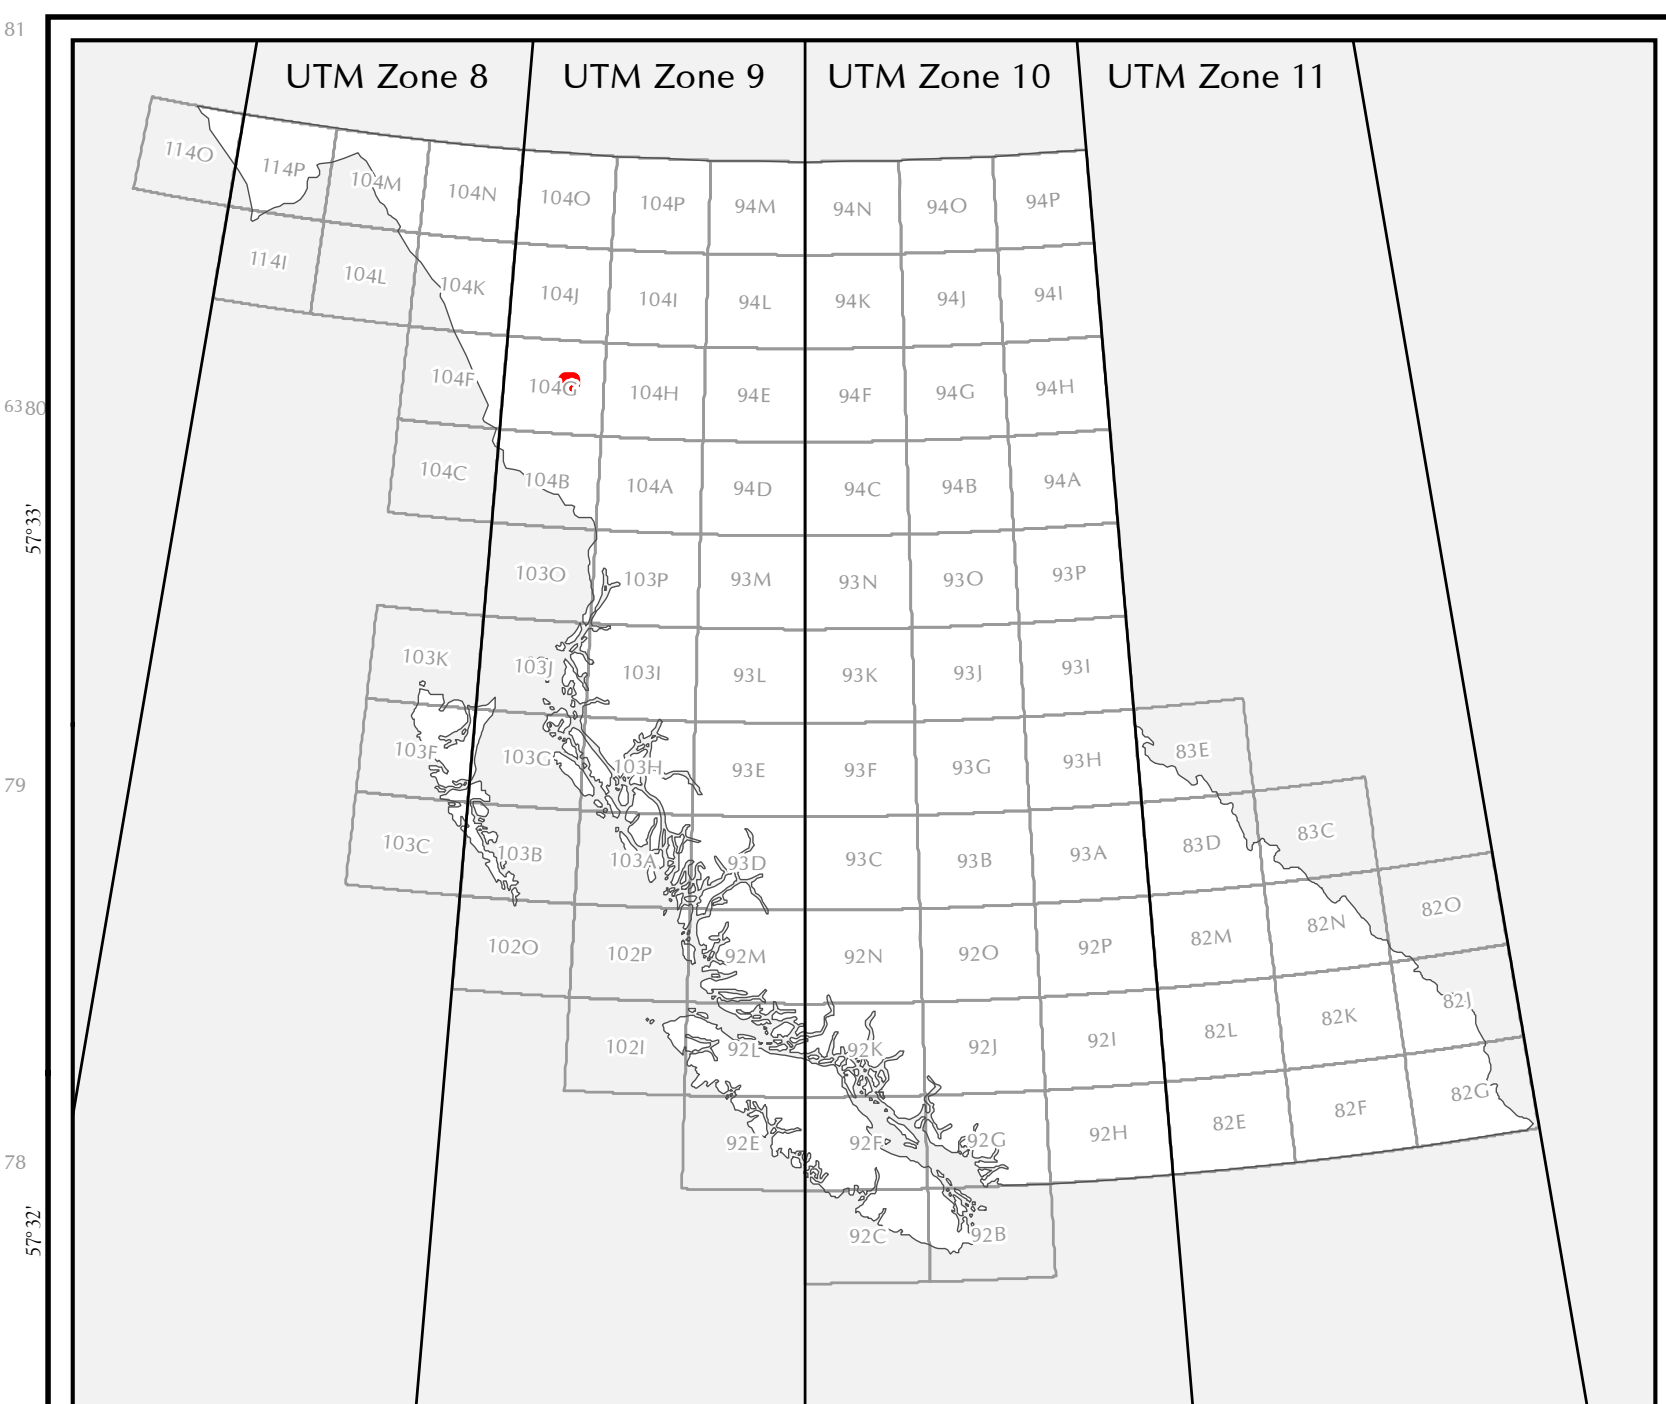 81
UTM Zone 8 UTM Zone 9 UTM Zone 10 UTM Zone 11
114O 114P 104M 104N 104O 104P 94M 94N 94O 94P
114I 104L 104K 104J 104I 94L 94K 94J 94I
104F 104G 104H 94E 94F 94G 94H
6380
104C 104B 104A 94D 94C 94B 94A
57°33'
103O 103P 93M 93N 93O 93P
103K 103J 103I 93L 93K 93J 93I
103F 103G 103H 93E 93F 93G 93H 83E
79
103C 103B 103A 93D 93C 93B 93A 83D 83C
102O 102P 92M 92N 92O 92P 82M 82N 82O
102I 92L 92K 92J 92I 82L 82K 82J
92E 92F 92G 92H 82E 82F 82G
78
57°32'
92C 92B